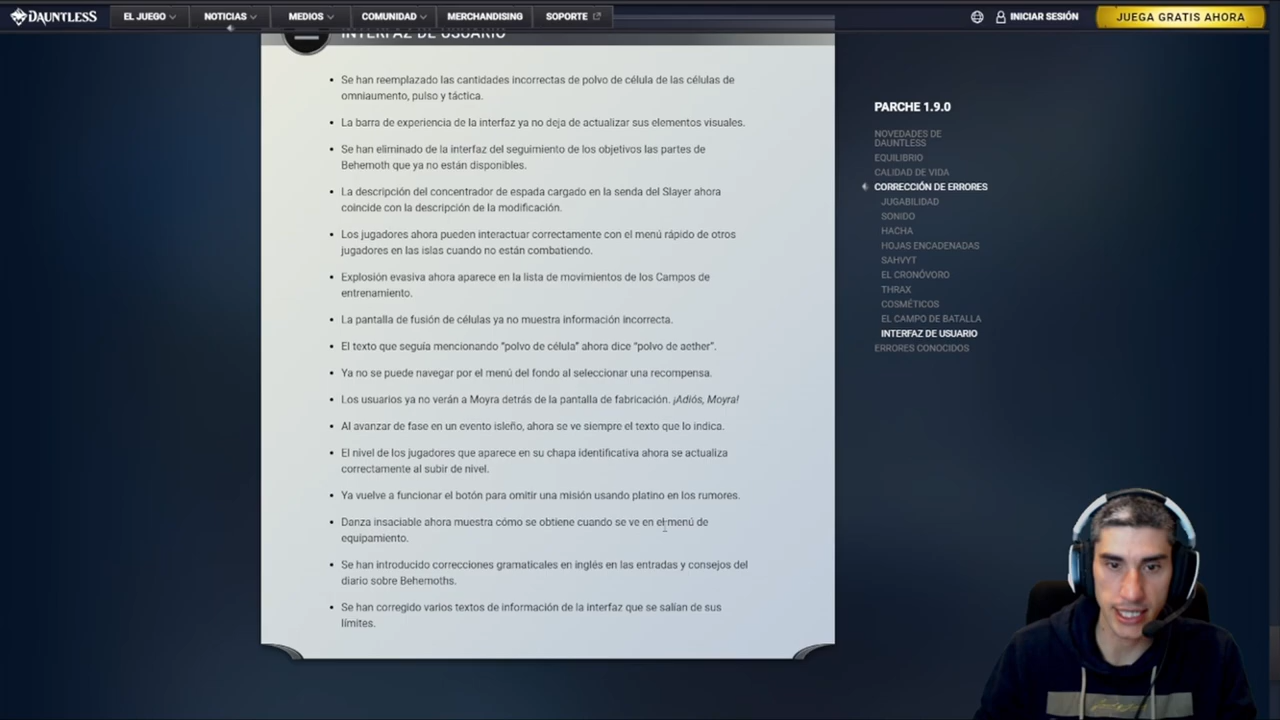 DAUNTLESS
EL JUEGO
NOTICIAS
MEDIOS
COMUNIDAD
MERCHANDISING
SOPORTE
INICIAR SESIÓN
JUEGA GRATIS AHORA
INTERFAZ DE USUARIO
• Se han reemplazado las cantidades incorrectas de polvo de célula de las células de
omniaumento, pulso y táctica.
• La barra de experiencia de la interfaz ya no deja de actualizar sus elementos visuales.
• Se han eliminado de la interfaz del seguimiento de los objetivos las partes de
Behemoth que ya no están disponibles.
• La descripción del concentrador de espada cargado en la senda del Slayer ahora
coincide con la descripción de la modificación.
• Los jugadores ahora pueden interactuar correctamente con el menú rápido de otros
jugadores en las islas cuando no están combatiendo.
• Explosión evasiva ahora aparece en la lista de movimientos de los Campos de
entrenamiento.
• La pantalla de fusión de células ya no muestra información incorrecta.
• El texto que seguía mencionando “polvo de célula” ahora dice “polvo de aether”.
• Ya no se puede navegar por el menú del fondo al seleccionar una recompensa.
• Los usuarios ya no verán a Moyra detrás de la pantalla de fabricación. ¡Adiós, Moyra!
• Al avanzar de fase en un evento isleño, ahora se ve siempre el texto que lo indica.
• El nivel de los jugadores que aparece en su chapa identificativa ahora se actualiza
correctamente al subir de nivel.
• Ya vuelve a funcionar el botón para omitir una misión usando platino en los rumores.
• Danza insaciable ahora muestra cómo se obtiene cuando se ve en el menú de
equipamiento.
• Se han introducido correcciones gramaticales en inglés en las entradas y consejos del
diario sobre Behemoths.
• Se han corregido varios textos de información de la interfaz que se salían de sus
límites.
PARCHE 1.9.0
NOVEDADES DE
DAUNTLESS
EQUILIBRIO
CALIDAD DE VIDA
CORRECCIÓN DE ERRORES
JUGABILIDAD
SONIDO
HACHA
HOJAS ENCADENADAS
SAHVYT
EL CRONÓVORO
THRAX
COSMÉTICOS
EL CAMPO DE BATALLA
INTERFAZ DE USUARIO
ERRORES CONOCIDOS